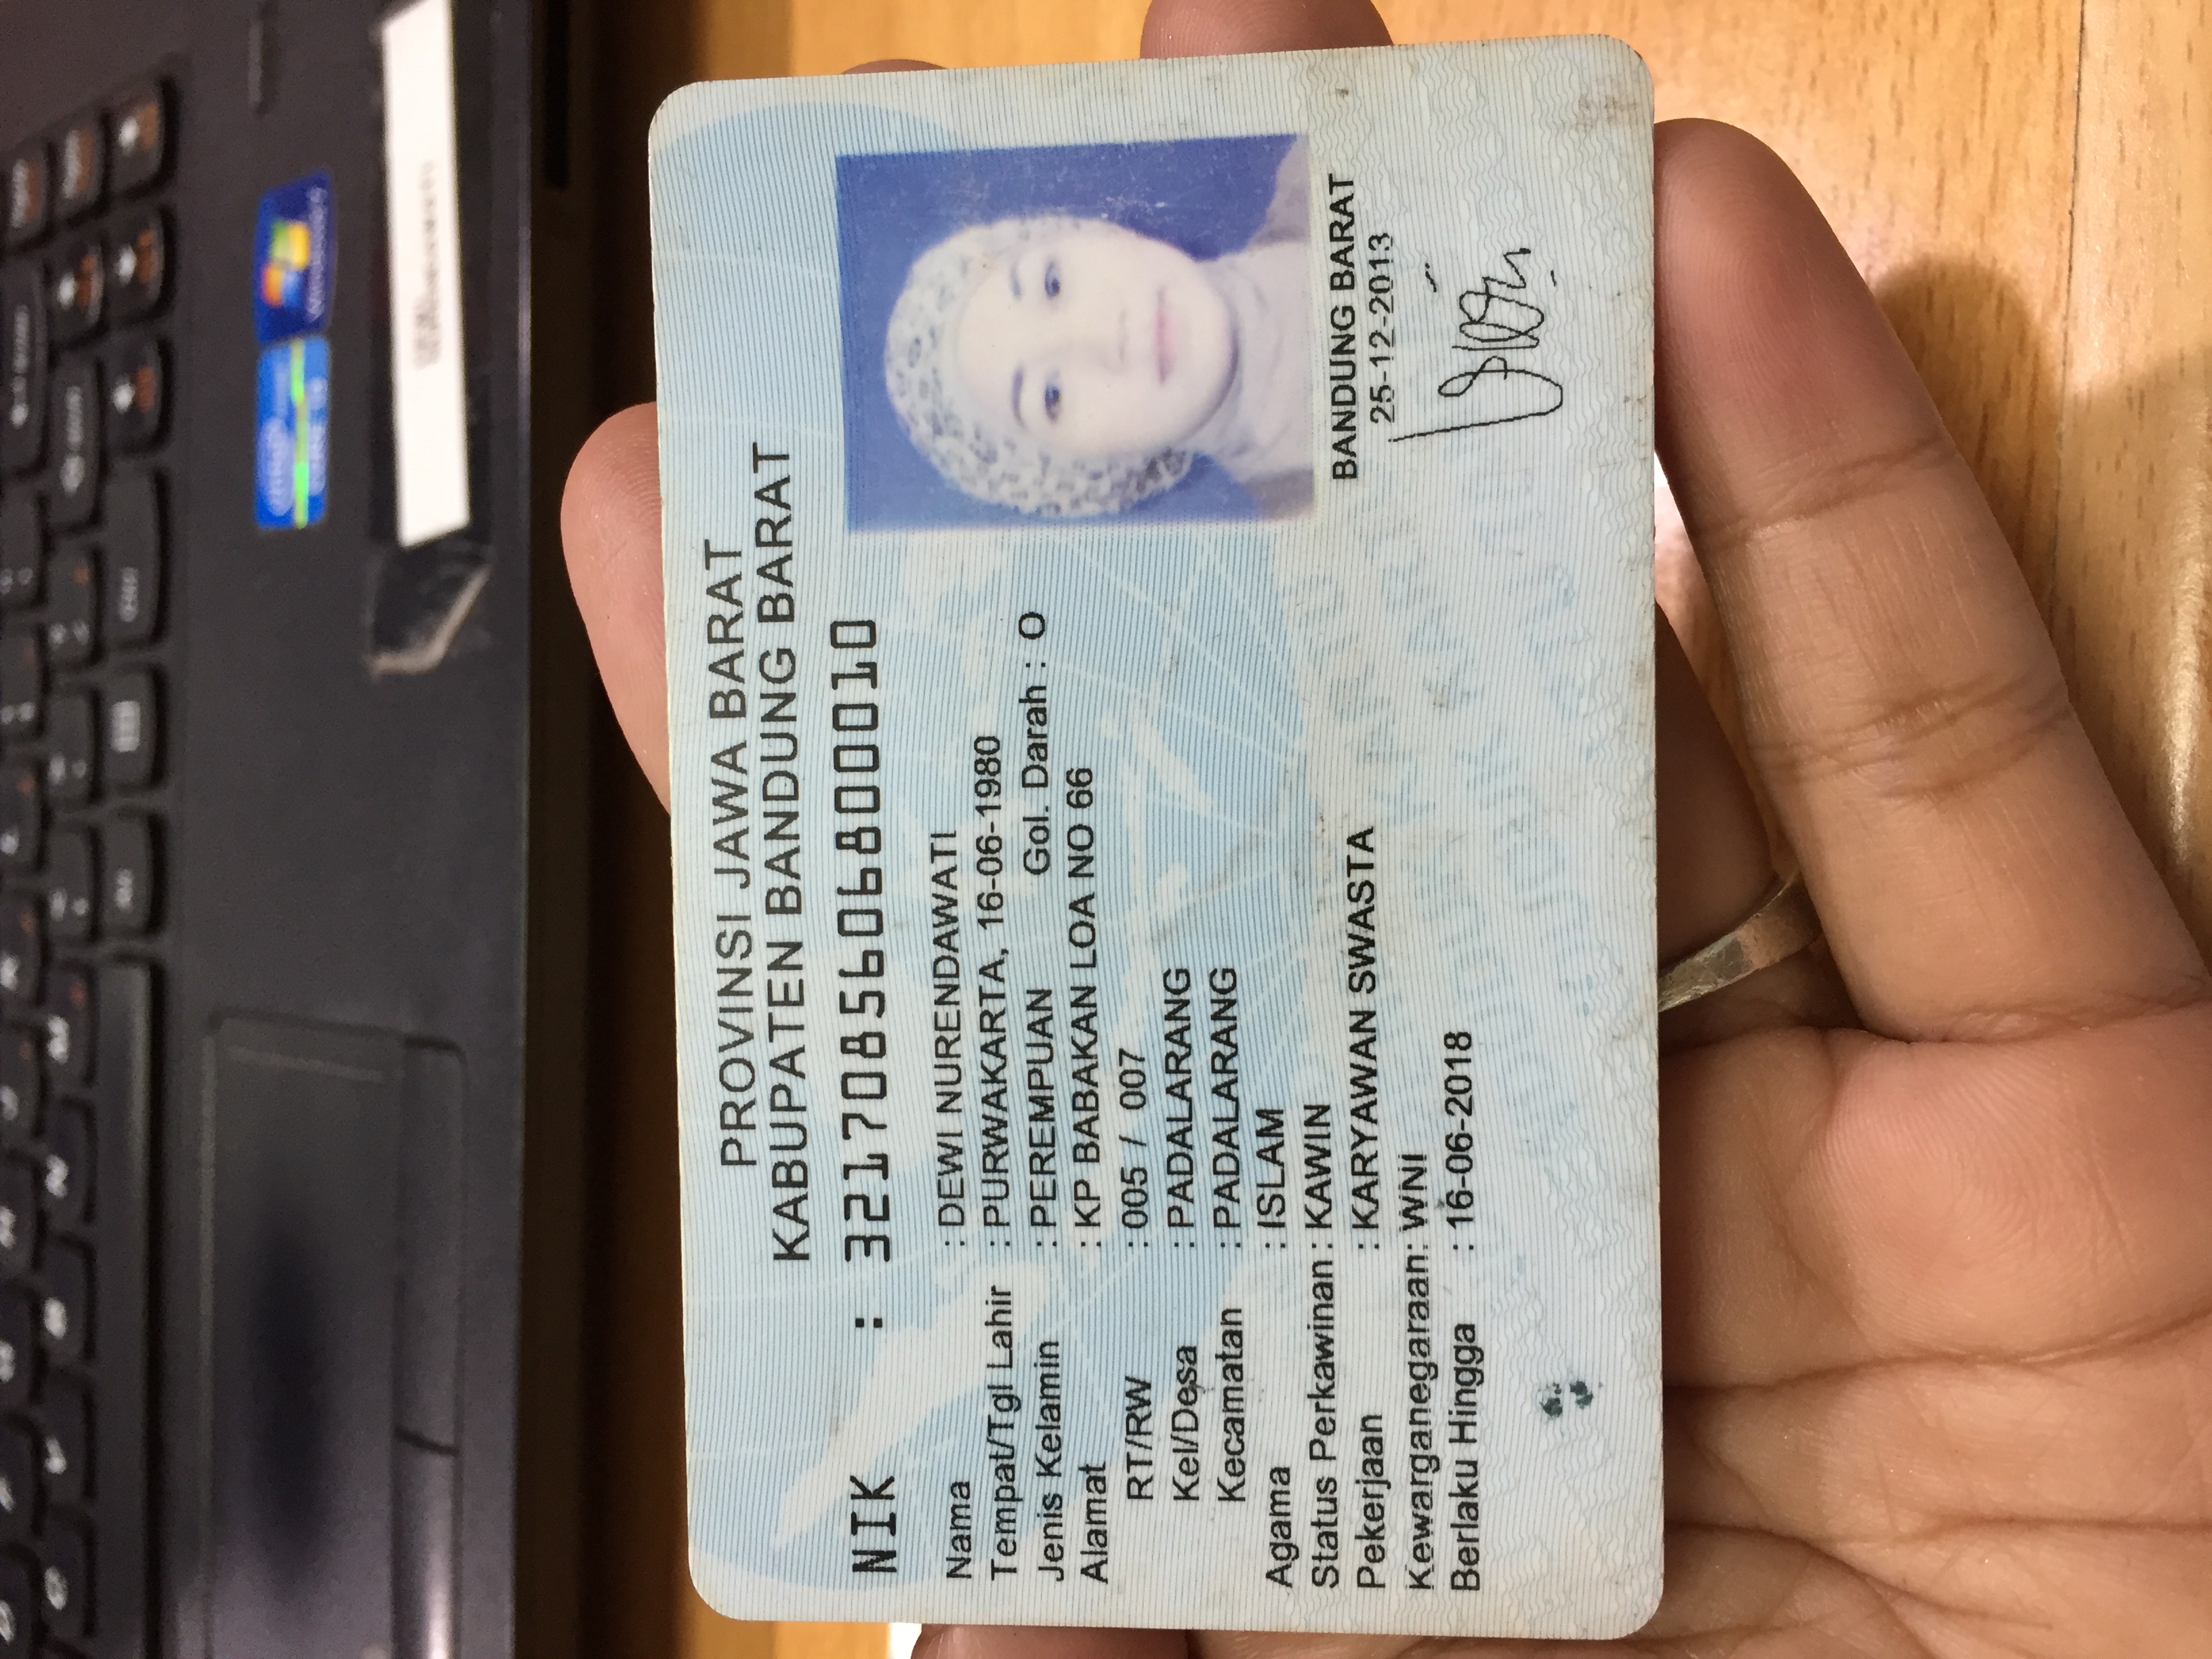 C V B N M
Alt Ctrl
PROVINSI JAWA BARAT
KABUPATEN BANDUNG BARAT
NIK : 3217085606800010
Nama : DEWI NURENDAWATI
Tempat/Tgl Lahir : PURWAKARTA, 16-06-1980
Jenis Kelamin : PEREMPUAN Gol. Darah : O
Alamat : KP BABAKAN LOA NO 66
RT/RW : 005 / 007
Kel/Desa : PADALARANG
Kecamatan : PADALARANG
Agama : ISLAM
Status Perkawinan : KAWIN
Pekerjaan : KARYAWAN SWASTA
Kewarganegaraan : WNI
Berlaku Hingga : 16-06-2018
BANDUNG BARAT
25-12-2013